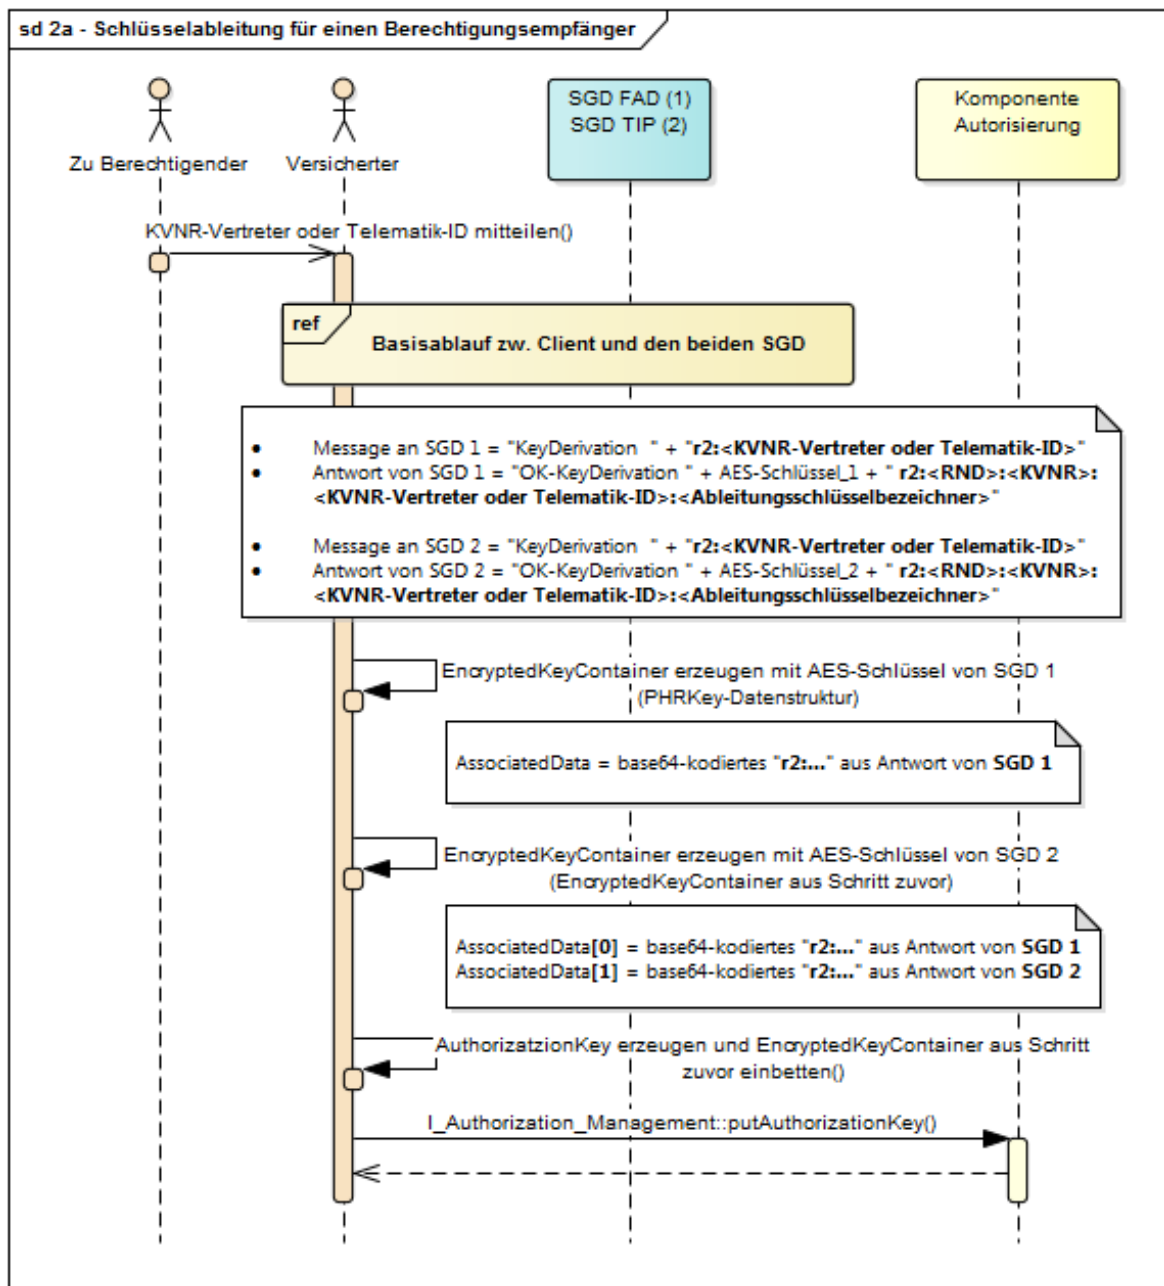 sd 2a - Schlüsselableitung für einen Berechtigungsempfänger
SGD FAD (1)
SGD TIP (2)
Komponente
Autorisierung
Zu Berechtigender
Versicherter
KVNR-Vertreter oder Telematik-ID mitteilen()
ref
Basisablauf zw. Client und den beiden SGD
• Message an SGD 1 = "KeyDerivation " + "r2:<KVNR-Vertreter oder Telematik-ID>"
• Antwort von SGD 1 = "OK-KeyDerivation " + AES-Schlüssel_1 + " r2:<RND>:<KVNR>:
<KVNR-Vertreter oder Telematik-ID>:<Ableitungsschlüsselbezeichner>"
• Message an SGD 2 = "KeyDerivation " + "r2:<KVNR-Vertreter oder Telematik-ID>"
• Antwort von SGD 2 = "OK-KeyDerivation " + AES-Schlüssel_2 + " r2:<RND>:<KVNR>:
<KVNR-Vertreter oder Telematik-ID>:<Ableitungsschlüsselbezeichner>"
EncryptedKeyContainer erzeugen mit AES-Schlüssel von SGD 1
(PHRKey-Datenstruktur)
AssociatedData = base64-kodiertes "r2:..." aus Antwort von SGD 1
EncryptedKeyContainer erzeugen mit AES-Schlüssel von SGD 2
(EncryptedKeyContainer aus Schritt zuvor)
AssociatedData[0] = base64-kodiertes "r2:..." aus Antwort von SGD 1
AssociatedData[1] = base64-kodiertes "r2:..." aus Antwort von SGD 2
AuthorizatzionKey erzeugen und EncryptedKeyContainer aus Schritt
zuvor einbetten()
I_Authorization_Management::putAuthorizationKey()